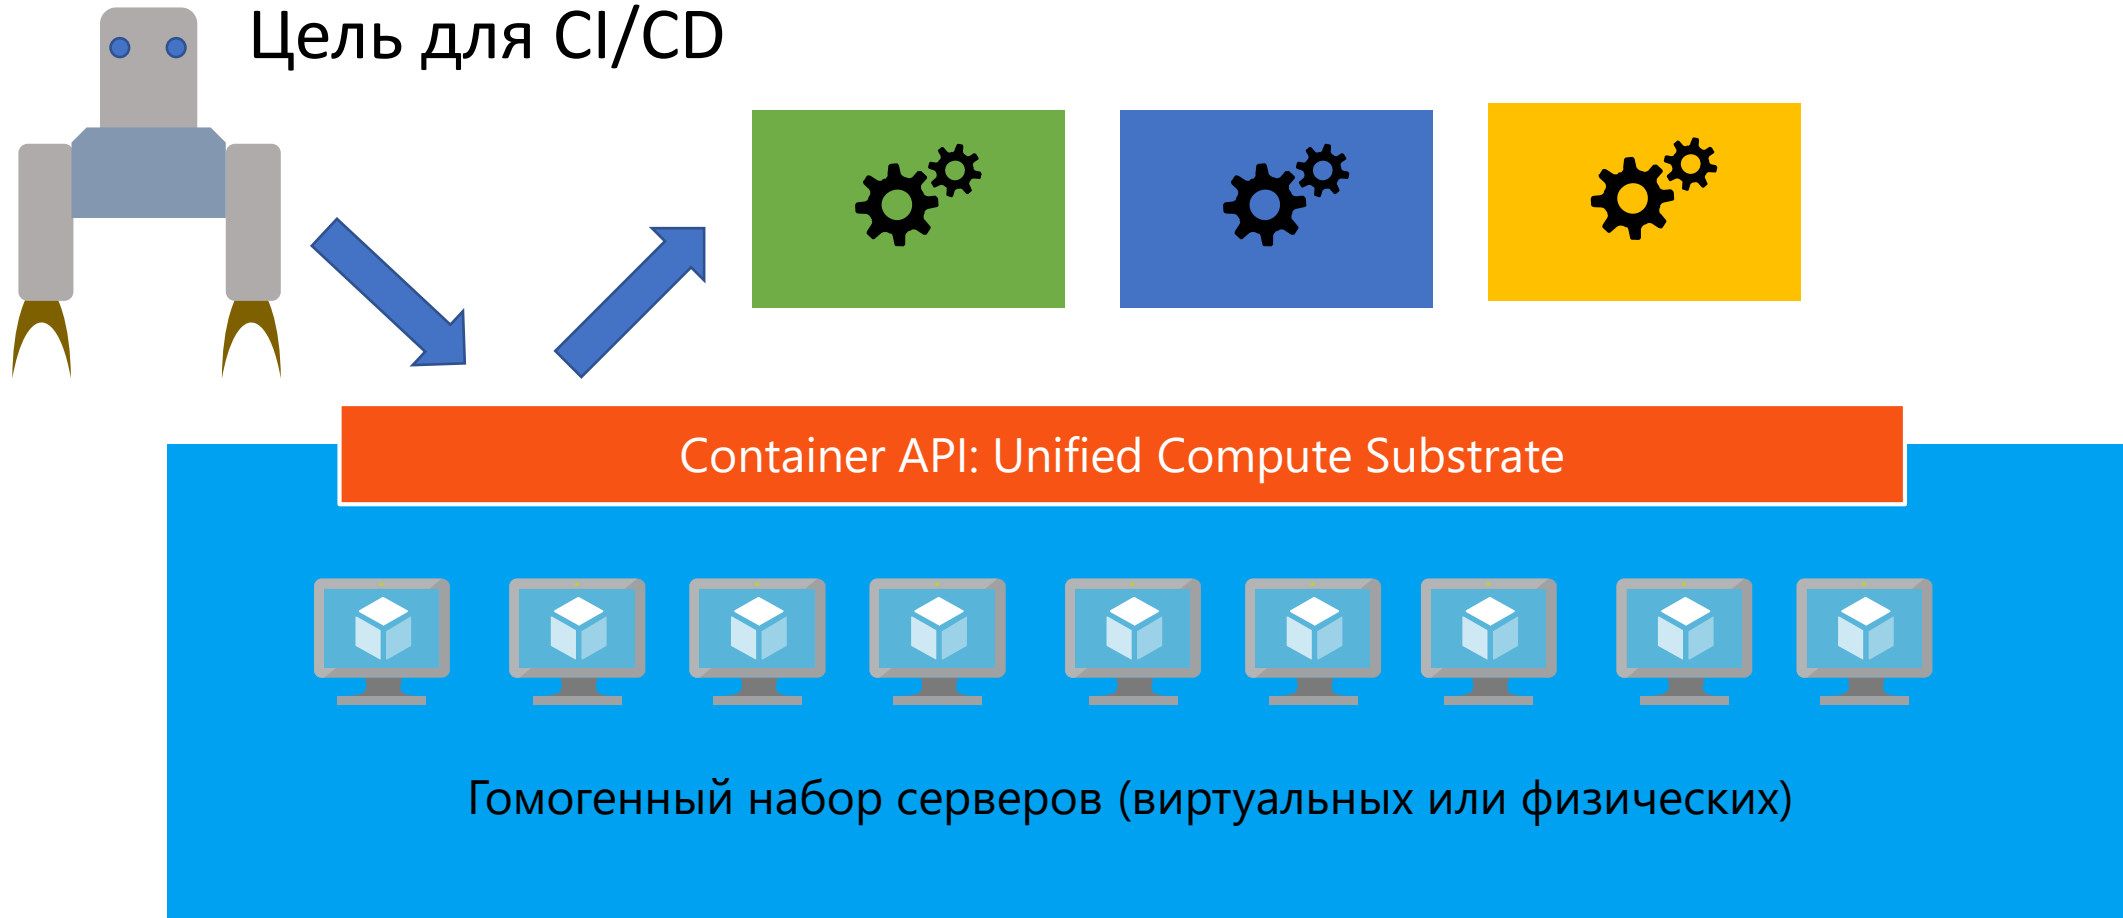 Цель для CI/CD
Container API: Unified Compute Substrate
Гомогенный набор серверов (виртуальных или физических)